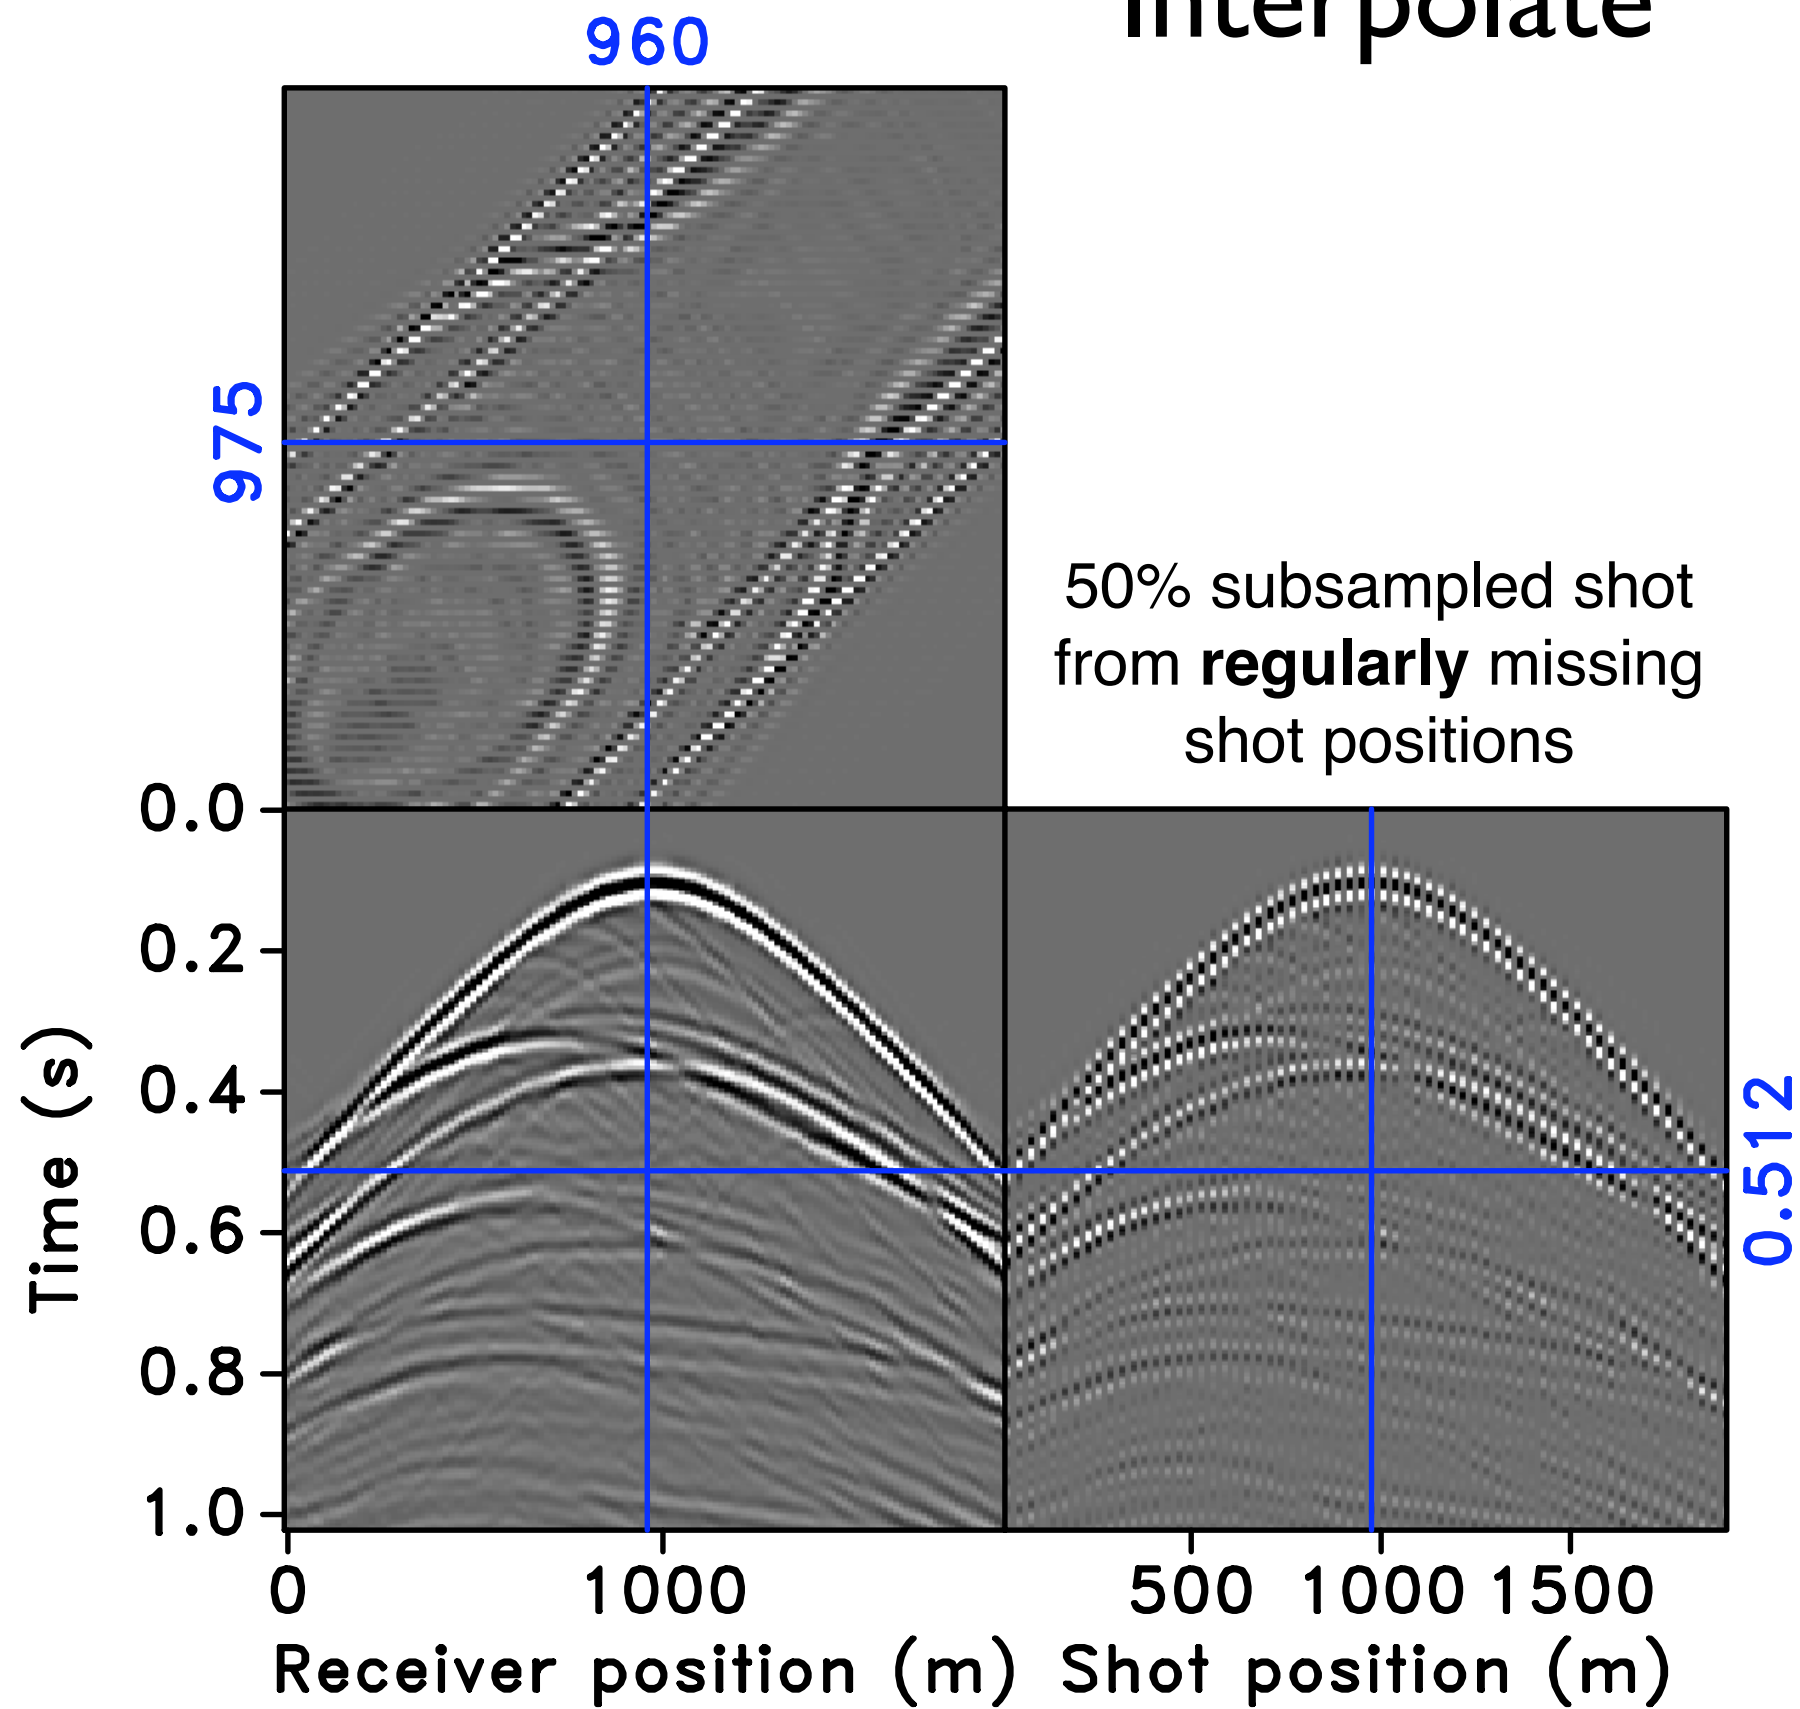 Interpolate
960
975
50% subsampled shot
from regularly missing
shot positions
0.0
0.2
0.4
0.6
0.8
1.0
Time (s)
0.512
0 1000
500 1000 1500
Receiver position (m) Shot position (m)